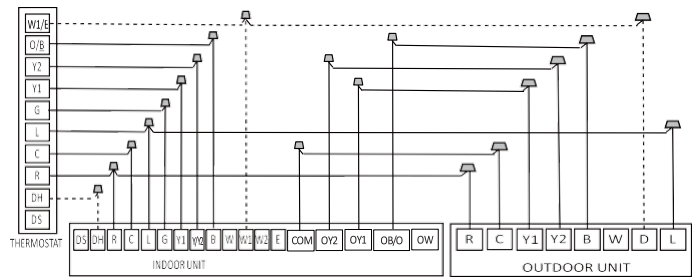 W1/E
O/B
Y2
Y1
G
L
C
R
DH
DS
THERMOSTAT
DS DH R C L G Y1 Y/Y2 B W W1 W2 E COM OY2 OY1 OB/O OW
INDOOR UNIT
R C Y1 Y2 B W D L
OUTDOOR UNIT